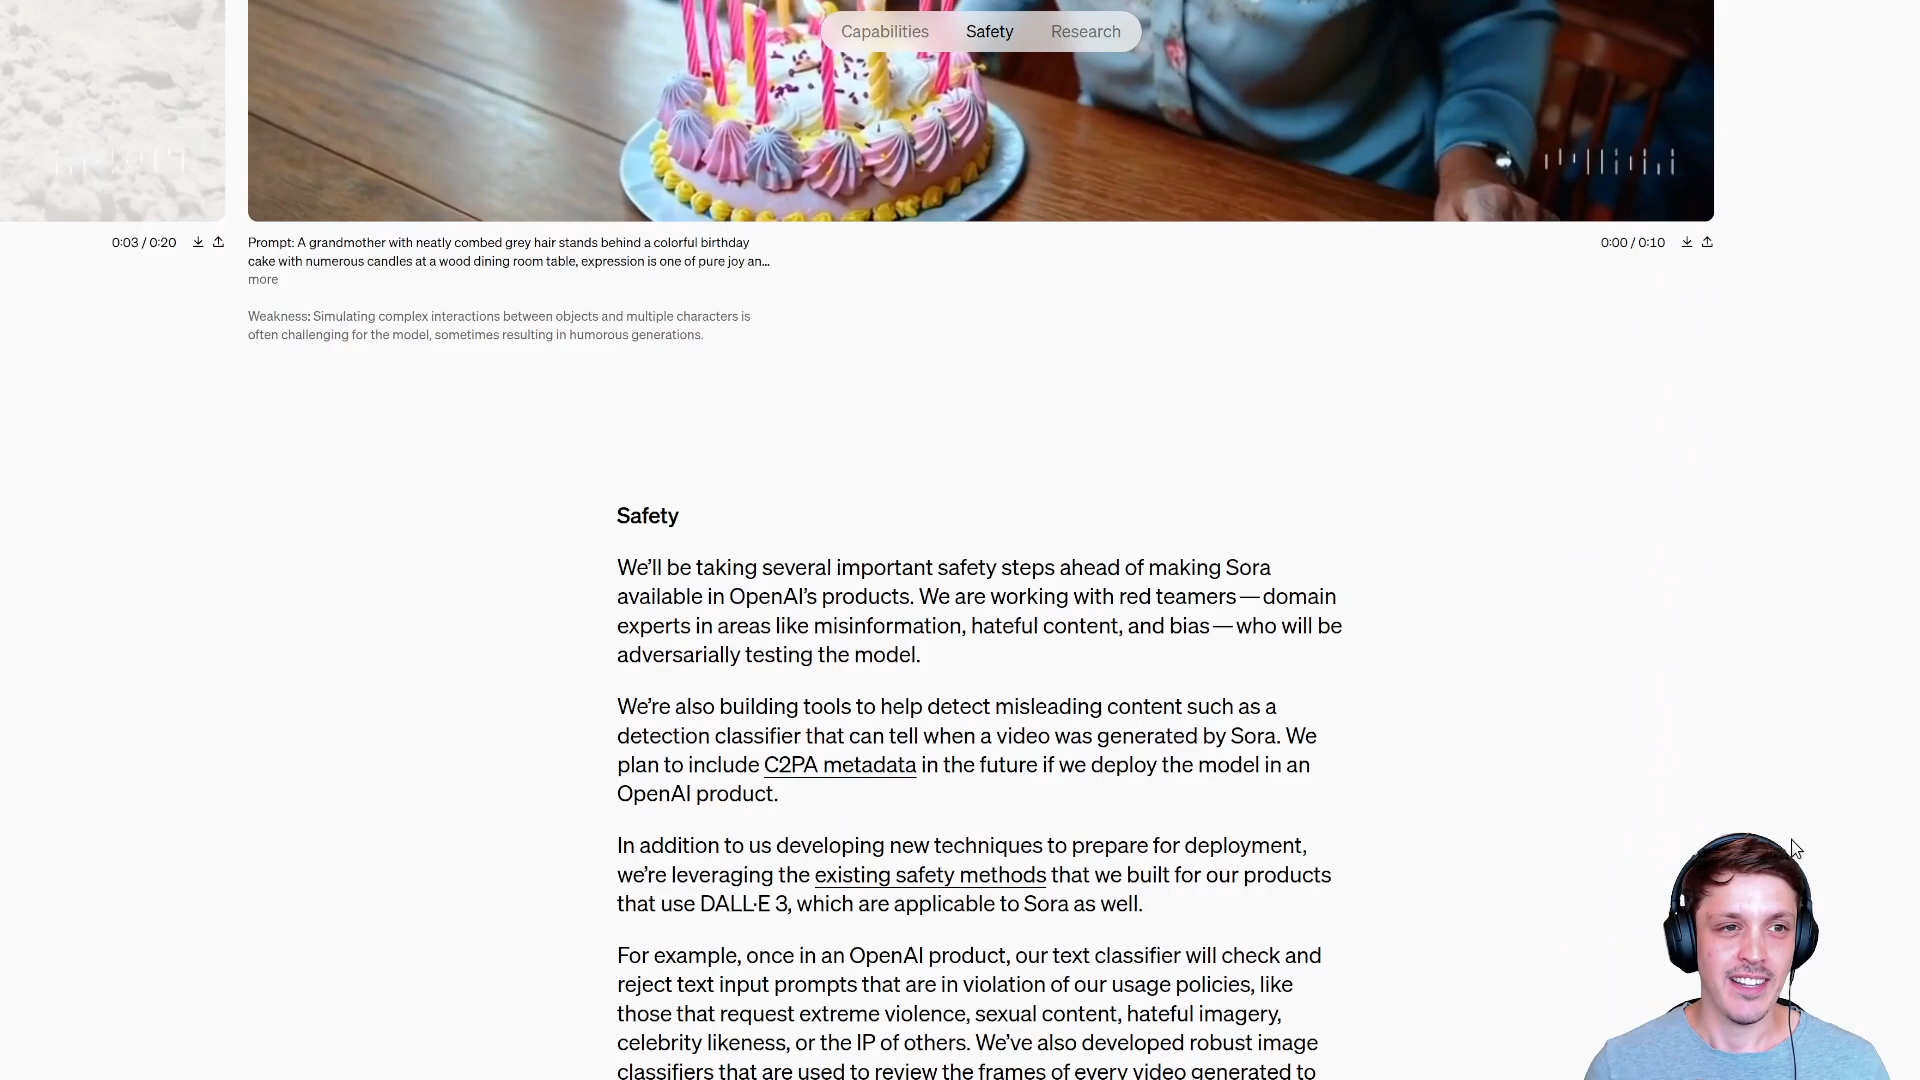 Capabilities
Safety
Research
0:03 / 0:20
Prompt: A grandmother with neatly combed grey hair stands behind a colorful birthday
cake with numerous candles at a wood dining room table, expression is one of pure joy an...
more
0:00 / 0:10
Weakness: Simulating complex interactions between objects and multiple characters is
often challenging for the model, sometimes resulting in humorous generations.
Safety
We’ll be taking several important safety steps ahead of making Sora
available in OpenAI’s products. We are working with red teamers — domain
experts in areas like misinformation, hateful content, and bias — who will be
adversarially testing the model.
We’re also building tools to help detect misleading content such as a
detection classifier that can tell when a video was generated by Sora. We
plan to include C2PA metadata in the future if we deploy the model in an
OpenAI product.
In addition to us developing new techniques to prepare for deployment,
we’re leveraging the existing safety methods that we built for our products
that use DALL·E 3, which are applicable to Sora as well.
For example, once in an OpenAI product, our text classifier will check and
reject text input prompts that are in violation of our usage policies, like
those that request extreme violence, sexual content, hateful imagery,
celebrity likeness, or the IP of others. We’ve also developed robust image
classifiers that are used to review the frames of every video generated to